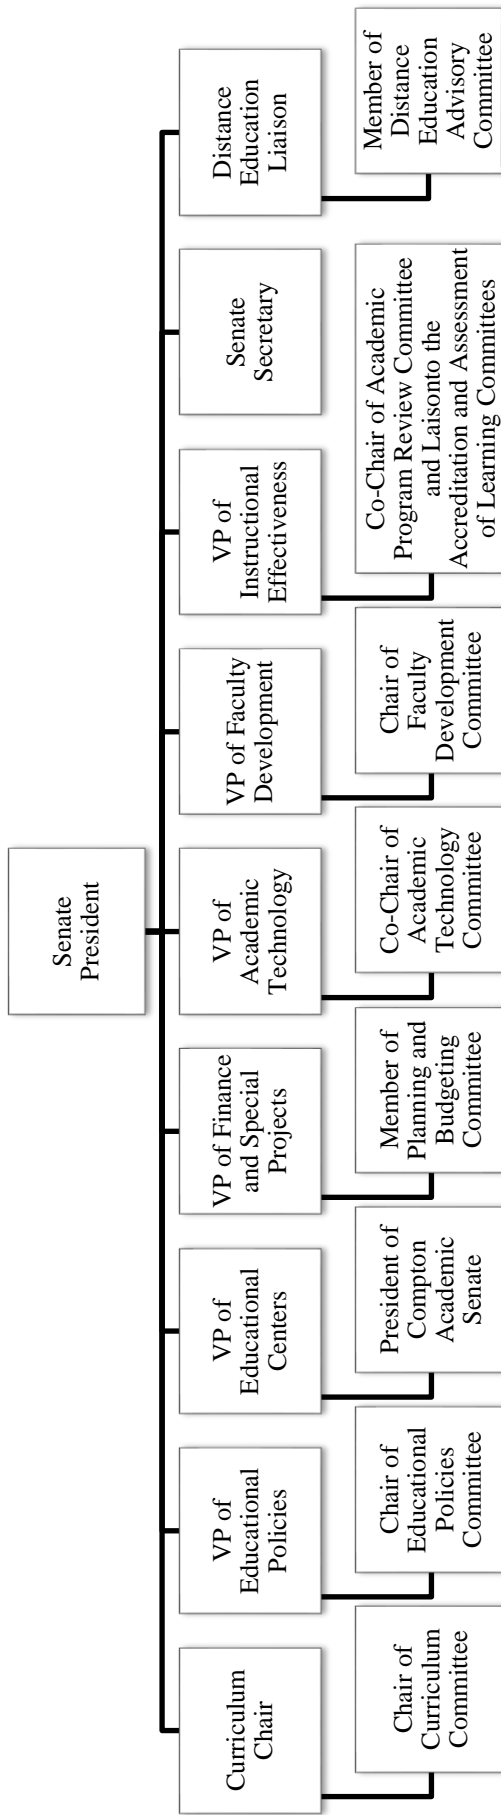 Senate
President
Curriculum
Chair
VP of
Educational
Policies
VP of
Educational
Centers
VP of Finance
and Special
Projects
VP of
Academic
Technology
VP of Faculty
Development
VP of
Instructional
Effectiveness
Senate
Secretary
Distance
Education
Liaison
Chair of
Curriculum
Committee
Chair of
Educational
Policies
Committee
President of
Compton
Academic
Senate
Member of
Planning and
Budgeting
Committee
Co-Chair of
Academic
Technology
Committee
Chair of
Faculty
Development
Committee
Co-Chair of Academic
Program Review Committee
and Laisonto the
Accreditation and Assessment
of Learning Committees
Member of
Distance
Education
Advisory
Committee